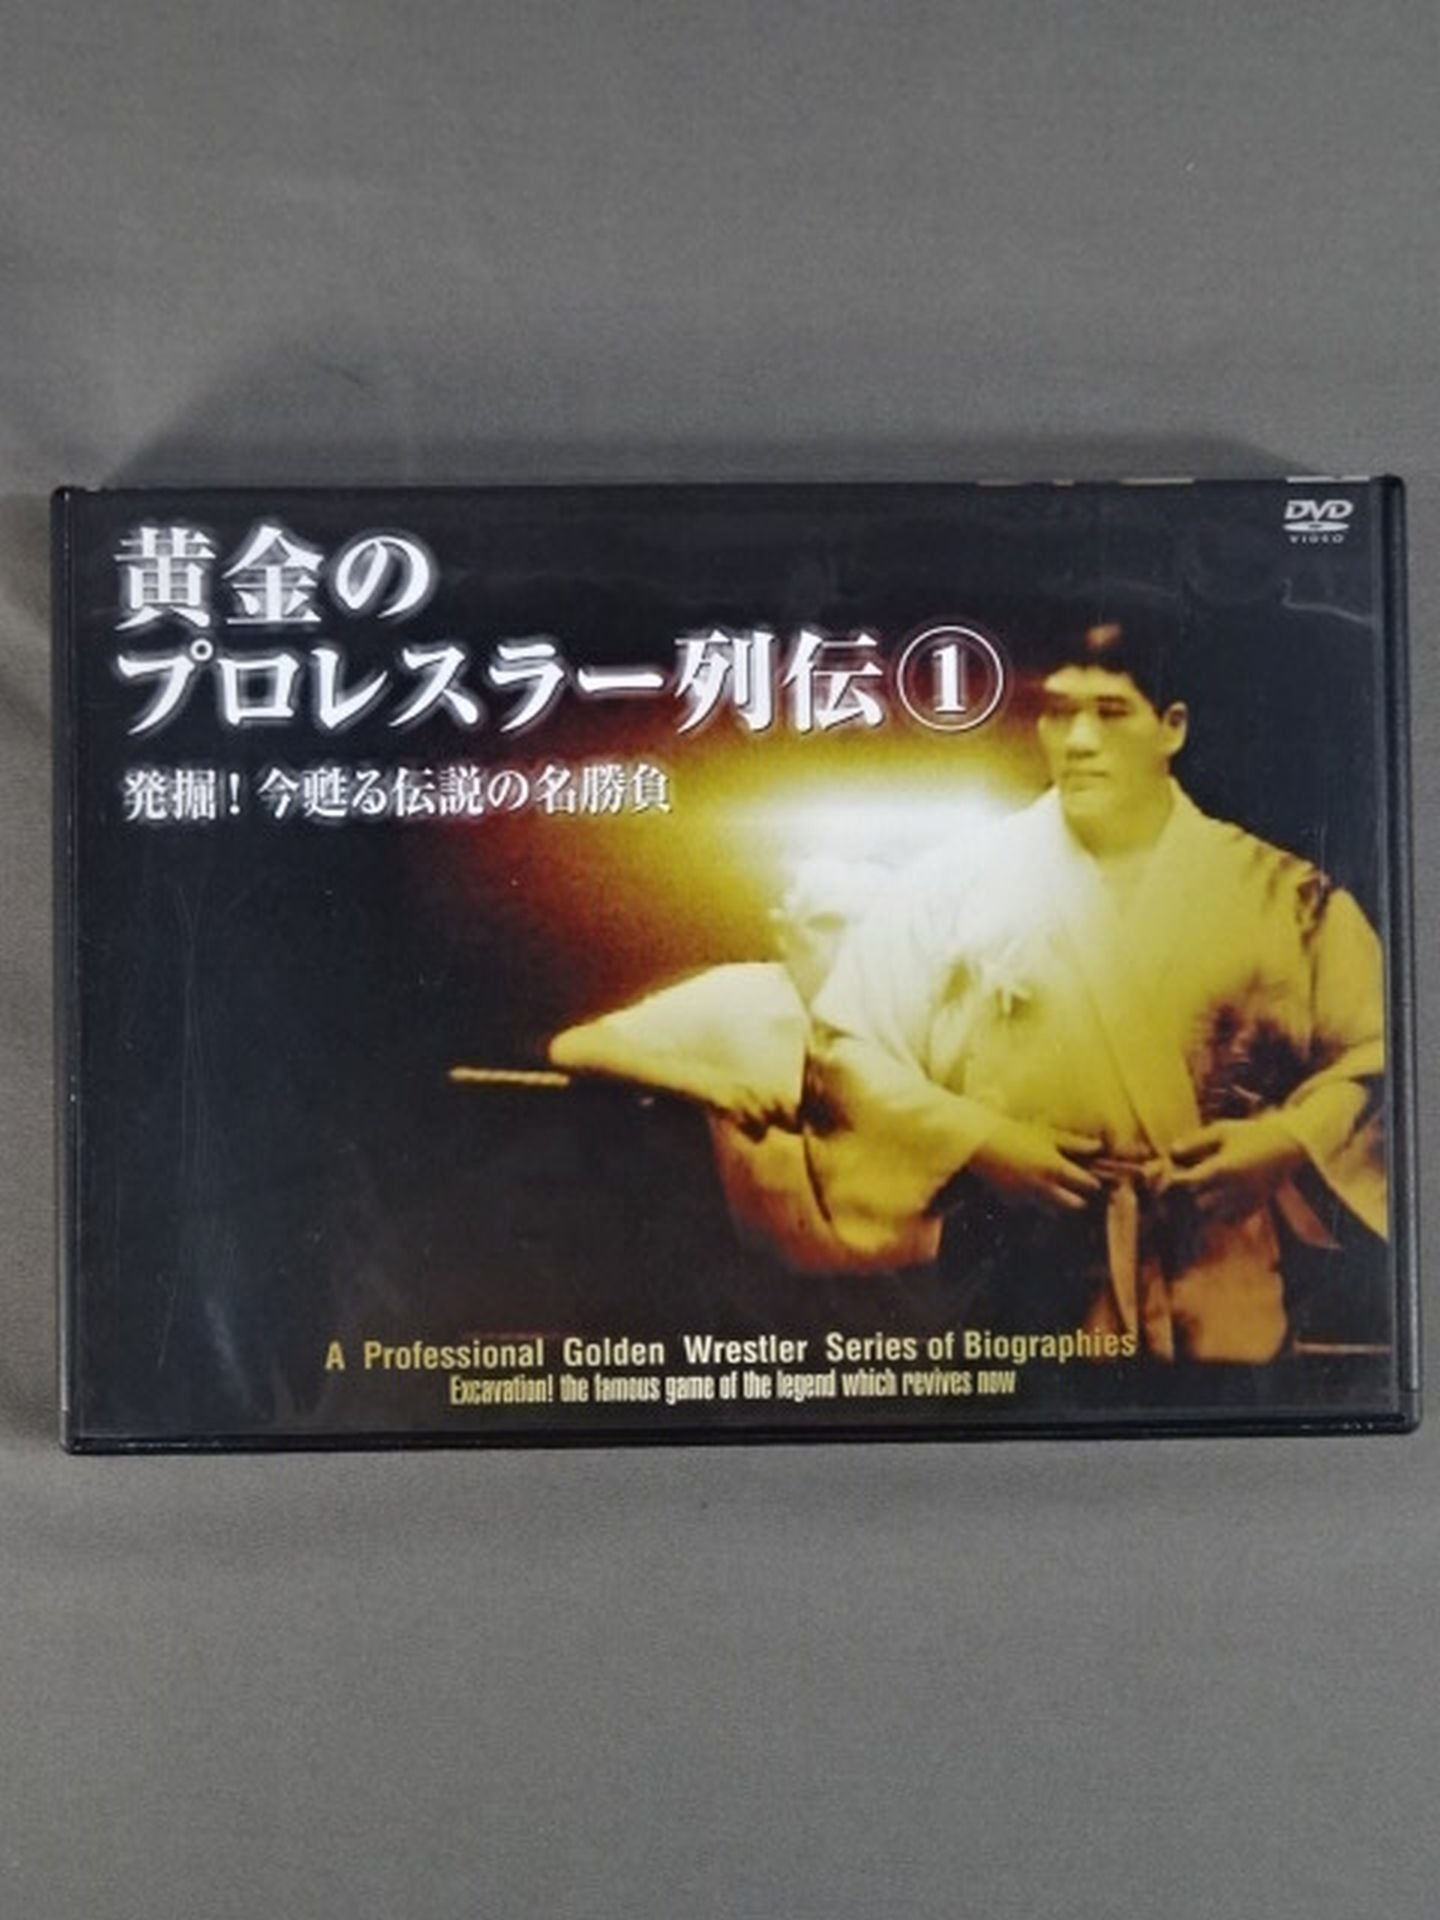 黄金の
プロレスラー列伝①
発掘！今甦る伝説の名勝負
DVD
VIDEO
A Professional Golden Wrestler Series of Biographies
Excavation! the famous game of the legend which revives now